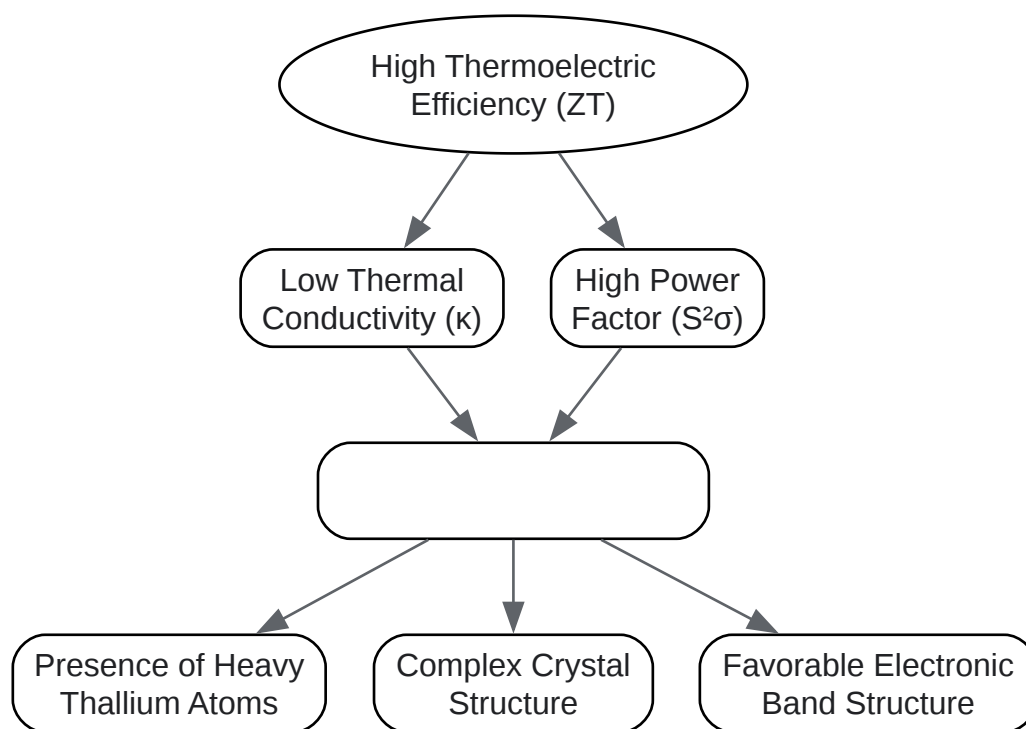 High Thermoelectric
Efficiency (ZT)
Low Thermal
Conductivity (κ)
High Power
Factor (S²σ)
Presence of Heavy
Thallium Atoms
Complex Crystal
Structure
Favorable Electronic
Band Structure